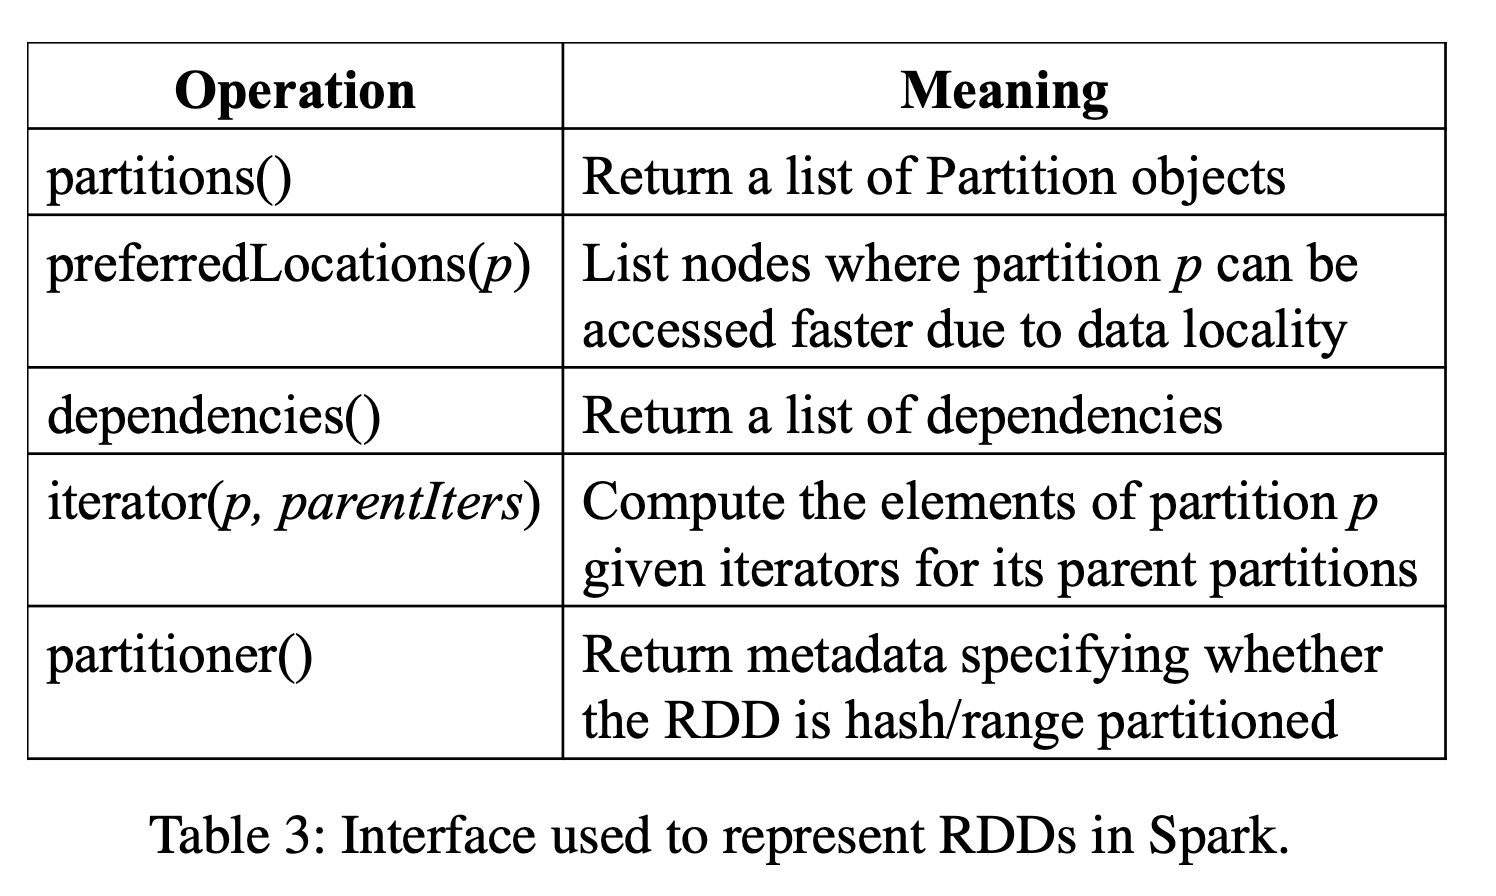 Operation Meaning
partitions() Return a list of Partition objects
preferredLocations(p) List nodes where partition p can be
accessed faster due to data locality
dependencies() Return a list of dependencies
iterator(p, parentIters) Compute the elements of partition p
given iterators for its parent partitions
partitioner() Return metadata specifying whether
the RDD is hash/range partitioned
Table 3: Interface used to represent RDDs in Spark.